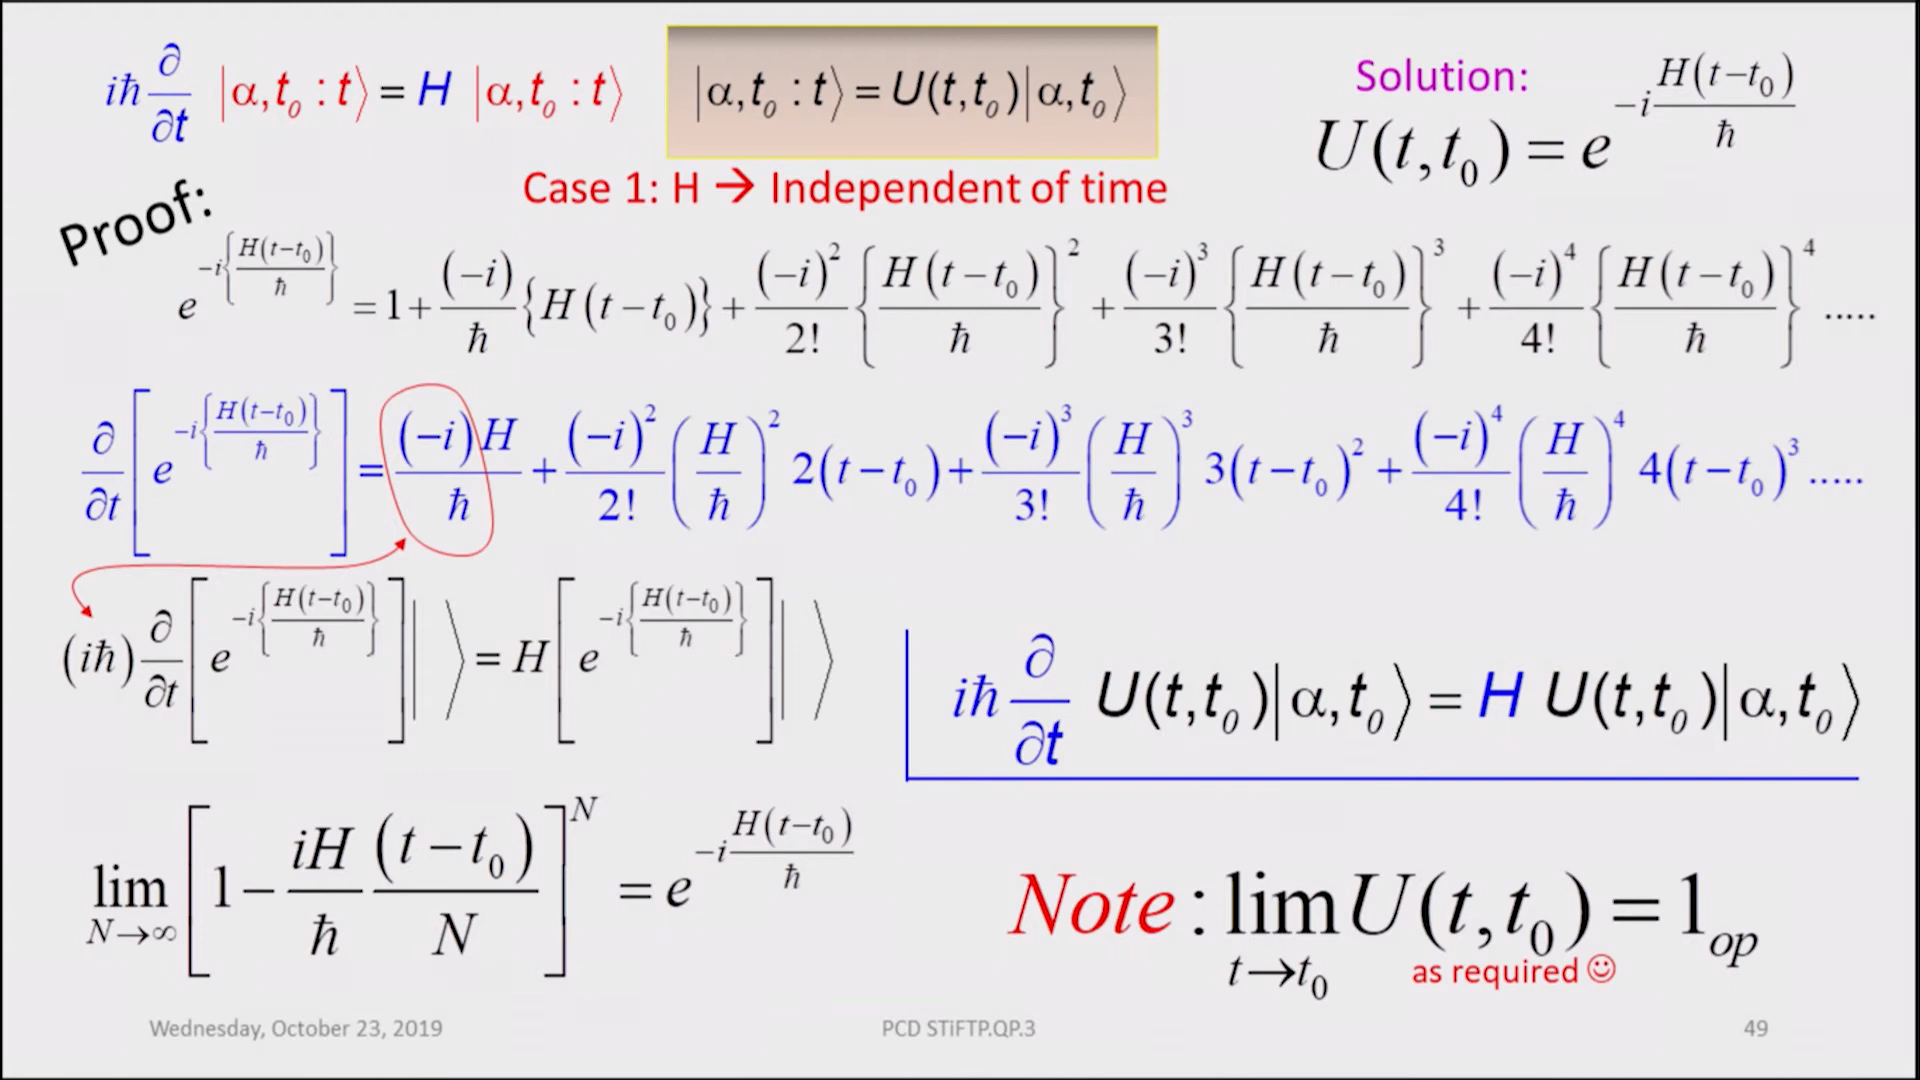 iħ ∂/∂t |α,t₀ : t⟩ = H |α,t₀ : t⟩
|α,t₀ : t⟩ = U(t,t₀)|α,t₀⟩
Solution:
U(t,t₀) = e^{-i H(t−t₀)/ħ}
Case 1: H → Independent of time
Proof:
e^{-i{H(t−t₀)/ħ}} = 1 + (−i)/ħ {H(t−t₀)} + (−i)²/2! {H(t−t₀)/ħ}² + (−i)³/3! {H(t−t₀)/ħ}³ + (−i)⁴/4! {H(t−t₀)/ħ}⁴ .....
∂/∂t [e^{-i{H(t−t₀)/ħ}}] = (−i)H/ħ + (−i)²/2! (H/ħ)² 2(t−t₀) + (−i)³/3! (H/ħ)³ 3(t−t₀)² + (−i)⁴/4! (H/ħ)⁴ 4(t−t₀)³ .....
(iħ) ∂/∂t [e^{-i{H(t−t₀)/ħ}}] | ⟩ = H [e^{-i{H(t−t₀)/ħ}}] | ⟩
iħ ∂/∂t U(t,t₀)|α,t₀⟩ = H U(t,t₀)|α,t₀⟩
lim N→∞ [1 − iH/ħ (t−t₀)/N]^N = e^{-i H(t−t₀)/ħ}
Note : lim t→t₀ U(t,t₀) = 1_op
as required ☺
Wednesday, October 23, 2019
PCD STiFTP.QP.3
49